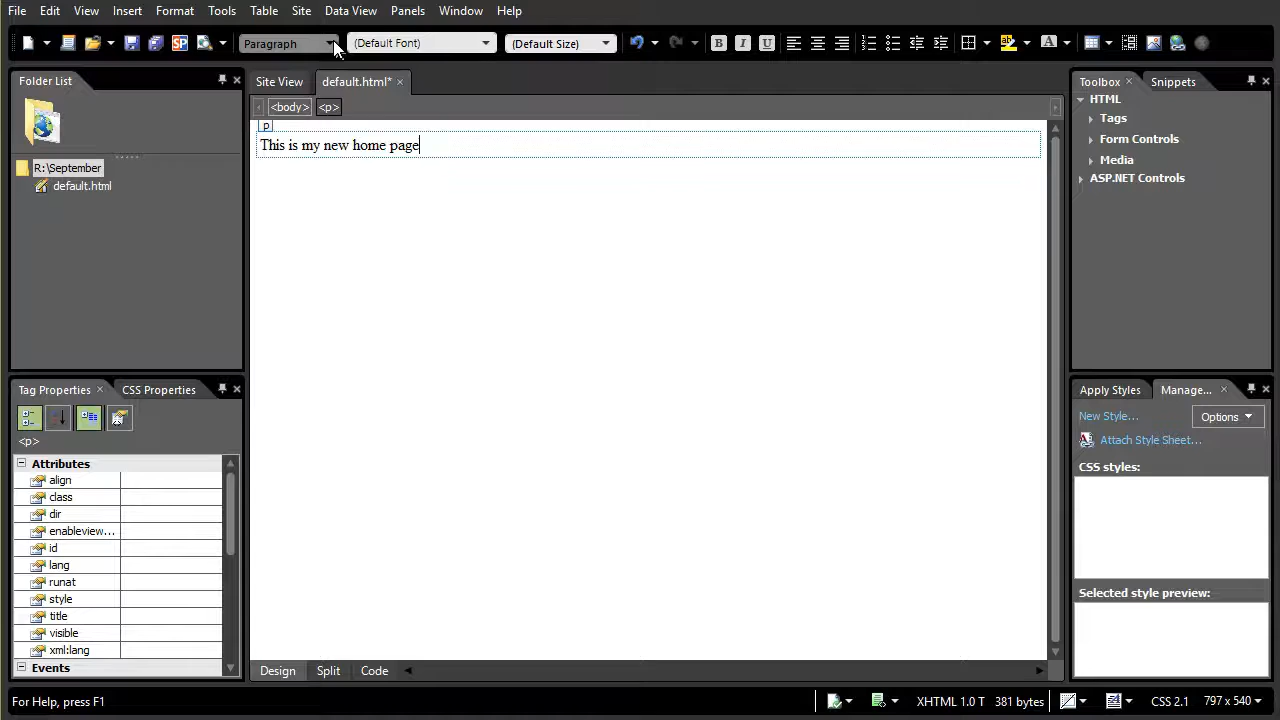 File Edit View Insert Format Tools Table Site Data View Panels Window Help
SP Paragraph (Default Font) (Default Size) B I U ab A
Folder List
R:\September
default.html
Site View default.html* ×
<body> <p>
p
This is my new home page
Design Split Code
Toolbox × Snippets
HTML
Tags
Form Controls
Media
ASP.NET Controls
Tag Properties × CSS Properties
<p>
Attributes
align
class
dir
enableview...
id
lang
runat
style
title
visible
xml:lang
Events
Apply Styles Manage... ×
New Style... Options
Attach Style Sheet...
CSS styles:
Selected style preview:
For Help, press F1 XHTML 1.0 T 381 bytes CSS 2.1 797 x 540